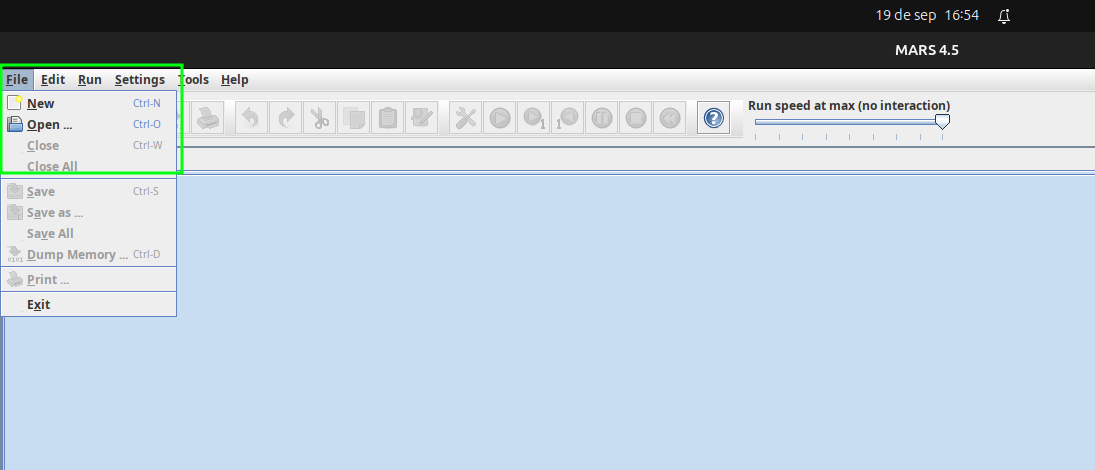 19 de sep 16:54
MARS 4.5
File Edit Run Settings Tools Help
New Ctrl-N
Open ... Ctrl-O
Close Ctrl-W
Close All
Save Ctrl-S
Save as ...
Save All
Dump Memory ... Ctrl-D
Print ...
Exit
Run speed at max (no interaction)